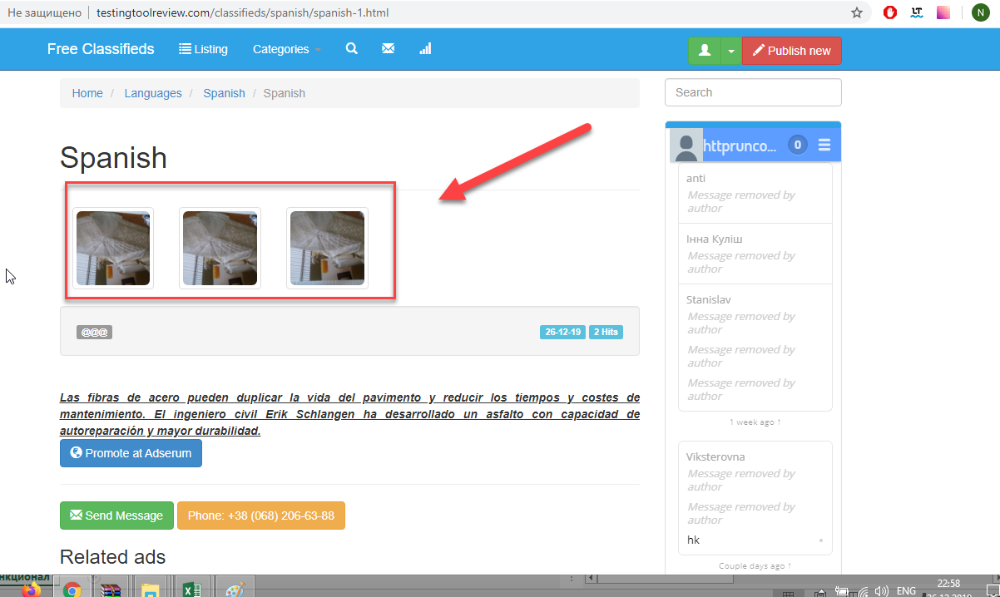 Не защищено
testingtoolreview.com/classifieds/spanish/spanish-1.html
N
Free Classifieds
Listing
Categories
Publish new
Home / Languages / Spanish / Spanish
Search
Spanish
httprunco...
0
anti
Message removed by
author
Інна Куліш
Message removed by
author
Stanislav
Message removed by
author
Message removed by
author
Message removed by
author
1 week ago ↑
@@@
26-12-19
2 Hits
Las fibras de acero pueden duplicar la vida del pavimento y reducir los tiempos y costes de
mantenimiento. El ingeniero civil Erik Schlangen ha desarrollado un asfalto con capacidad de
autoreparación y mayor durabilidad.
Promote at Adserum
Viksterovna
Message removed by
author
Message removed by
author
hk
Couple days ago ↑
Send Message
Phone: +38 (068) 206-63-88
Related ads
ENG
22:58